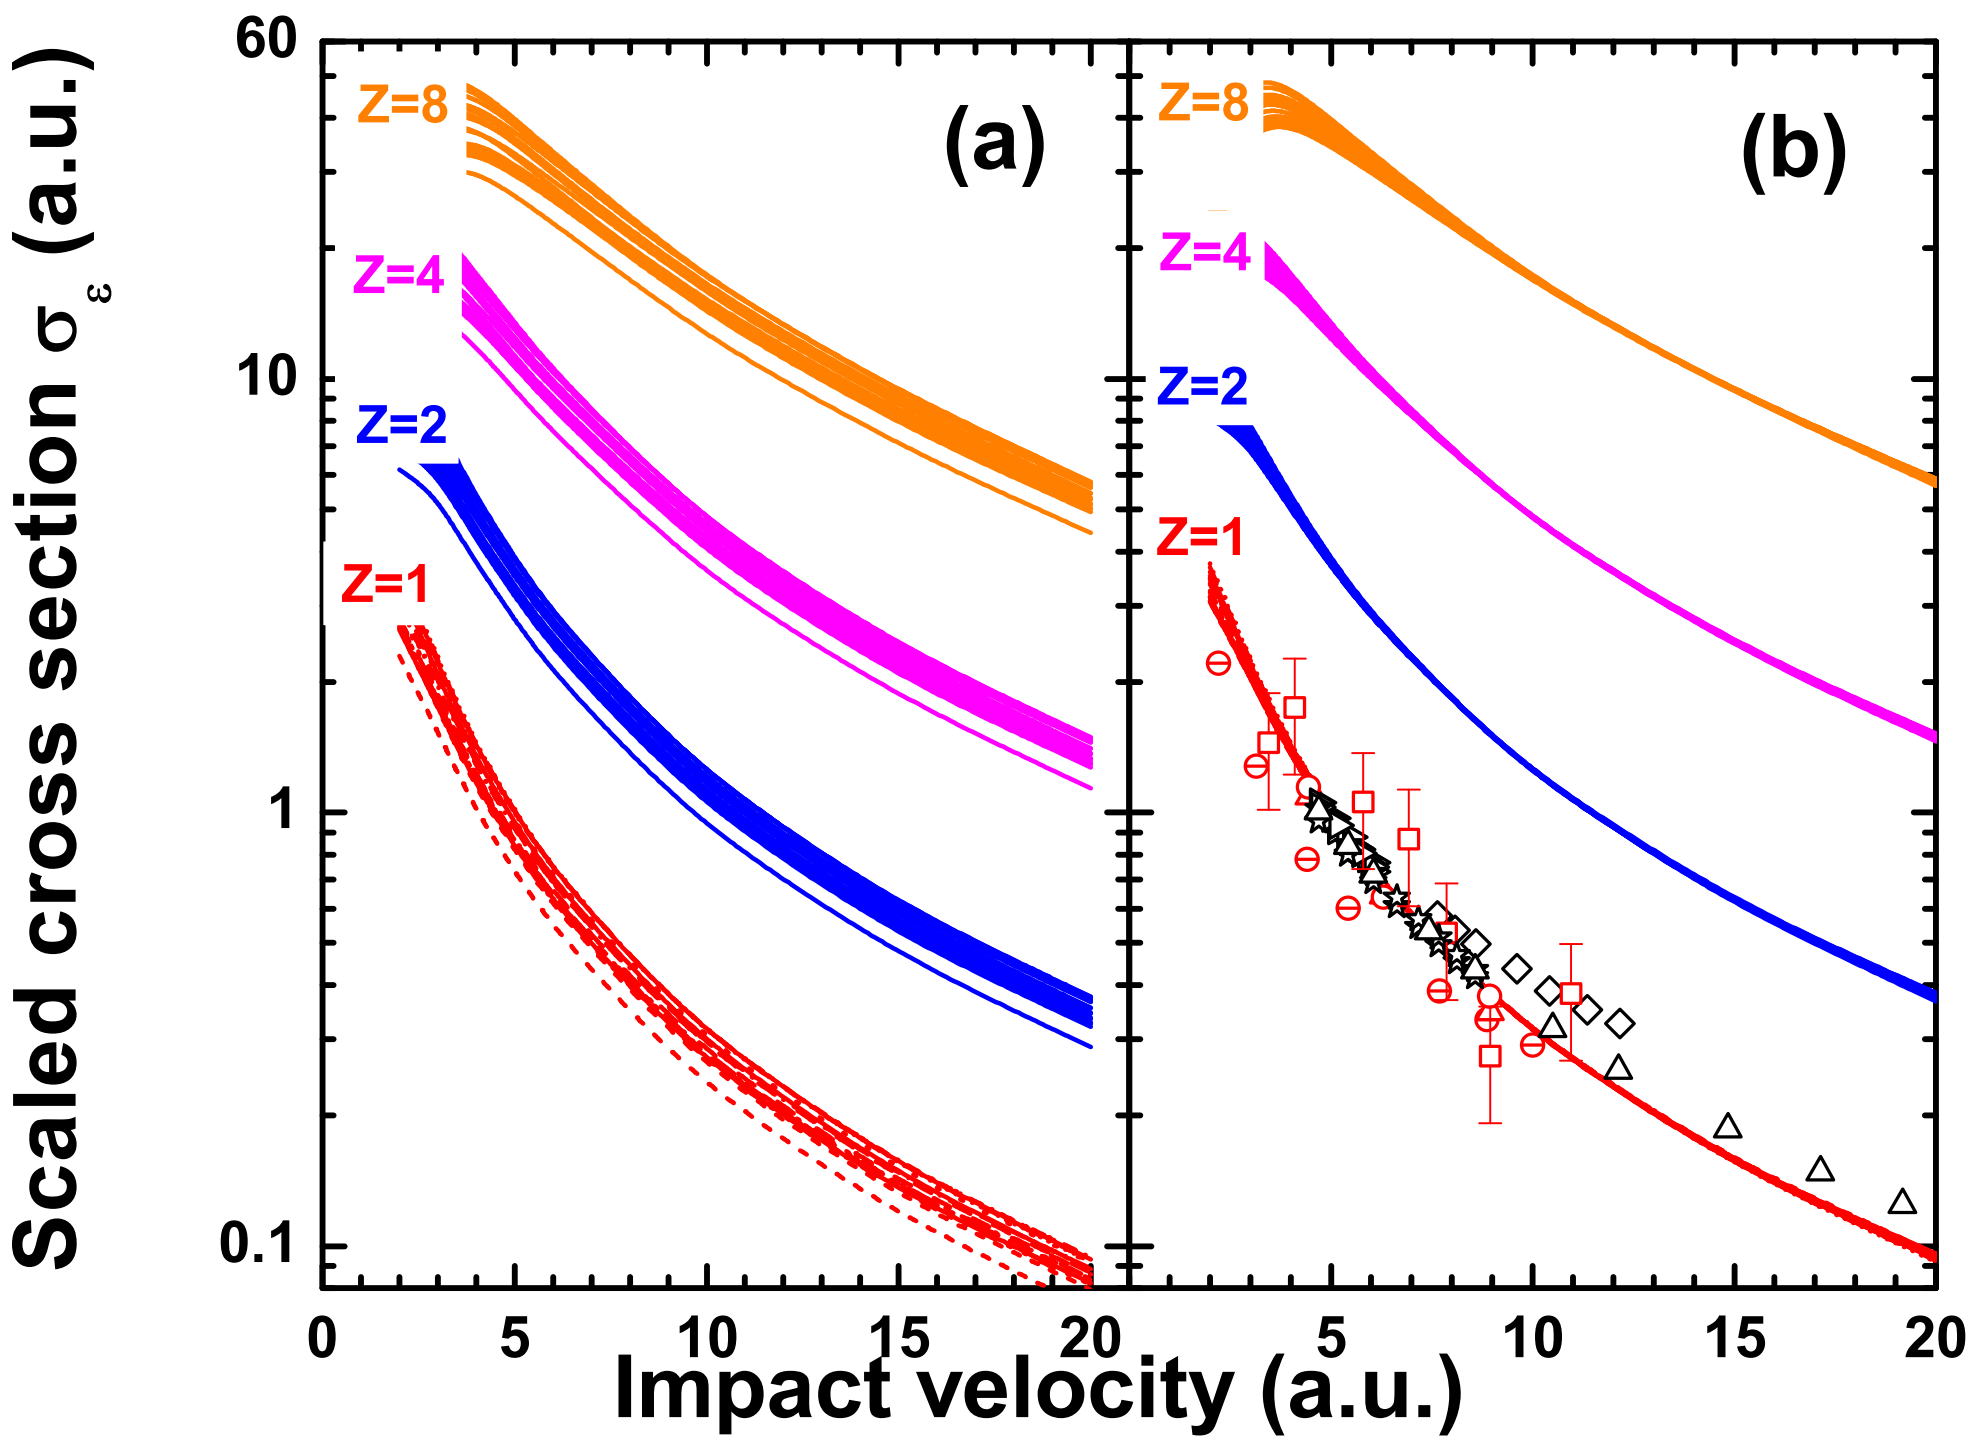 Scaled cross section σε (a.u.)
60
10
1
0.1
(a)
Z=8
Z=4
Z=2
Z=1
(b)
Z=8
Z=4
Z=2
Z=1
0 5 10 15 20
5 10 15 20
Impact velocity (a.u.)